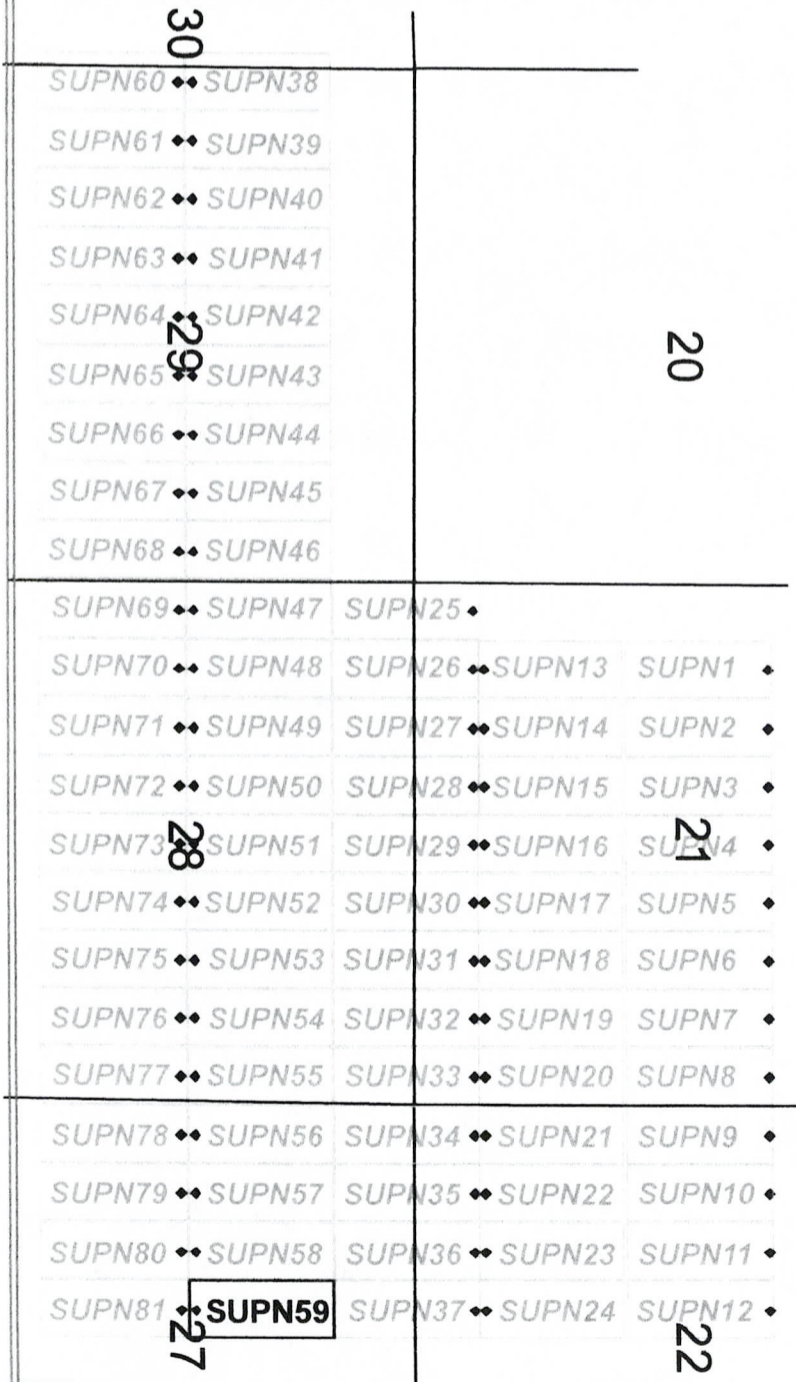 30
SUPN60 SUPN38
SUPN61 SUPN39
SUPN62 SUPN40
SUPN63 SUPN41
SUPN64 SUPN42
29
20
SUPN65 SUPN43
SUPN66 SUPN44
SUPN67 SUPN45
SUPN68 SUPN46
SUPN69 SUPN47 SUPN25
SUPN70 SUPN48 SUPN26 SUPN13 SUPN1
SUPN71 SUPN49 SUPN27 SUPN14 SUPN2
SUPN72 SUPN50 SUPN28 SUPN15 SUPN3
SUPN73 SUPN51 SUPN29 SUPN16 SUPN4
28
21
SUPN74 SUPN52 SUPN30 SUPN17 SUPN5
SUPN75 SUPN53 SUPN31 SUPN18 SUPN6
SUPN76 SUPN54 SUPN32 SUPN19 SUPN7
SUPN77 SUPN55 SUPN33 SUPN20 SUPN8
SUPN78 SUPN56 SUPN34 SUPN21 SUPN9
SUPN79 SUPN57 SUPN35 SUPN22 SUPN10
SUPN80 SUPN58 SUPN36 SUPN23 SUPN11
SUPN81 SUPN59 SUPN37 SUPN24 SUPN12
27
22